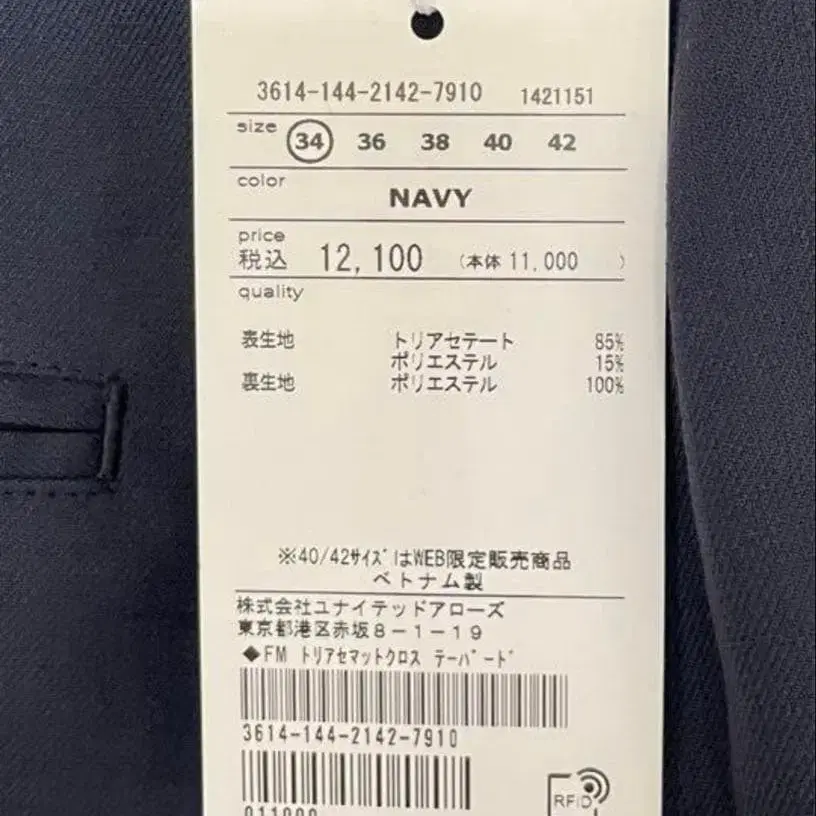 3614-144-2142-7910 1421151
size 34 36 38 40 42
color
NAVY
price
税込 12,100 (本体 11,000 )
quality
表生地 トリアセテート 85%
ポリエステル 15%
裏生地 ポリエステル 100%
※40/42ｻｲｽﾞはWEB限定販売商品
ベトナム製
株式会社ユナイテッドアローズ
東京都港区赤坂８－１－１９
◆FM ﾄﾘｱｾﾏｯﾄｸﾛｽ ﾃｰﾊﾟｰﾄﾞ
3614-144-2142-7910
RFID